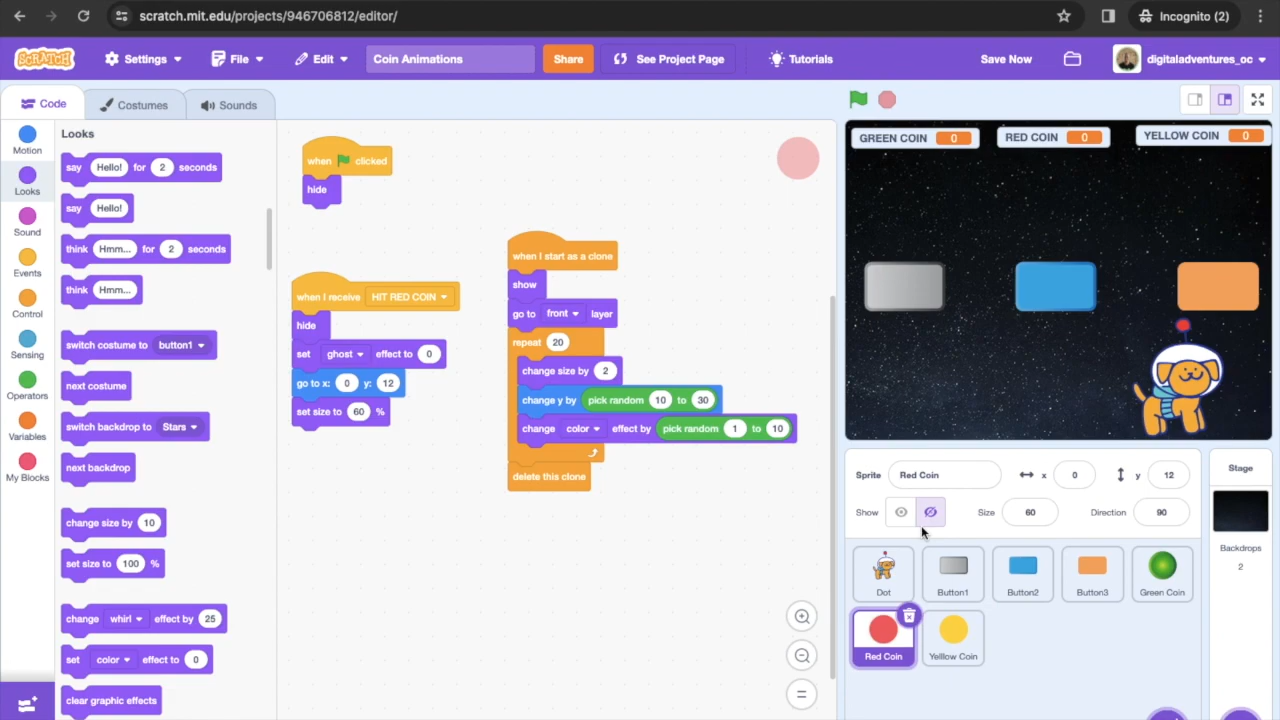 scratch.mit.edu/projects/946706812/editor/
Incognito (2)
SCRATCH
Settings
File
Edit
Coin Animations
Share
See Project Page
Tutorials
Save Now
digitaladventures_oc
Code
Costumes
Sounds
Motion
Looks
Sound
Events
Control
Sensing
Operators
Variables
My Blocks
Looks
say Hello! for 2 seconds
say Hello!
think Hmm... for 2 seconds
think Hmm...
switch costume to button1
next costume
switch backdrop to Stars
next backdrop
change size by 10
set size to 100 %
change whirl effect by 25
set color effect to 0
clear graphic effects
when clicked
hide
when I receive HIT RED COIN
hide
set ghost effect to 0
go to x: 0 y: 12
set size to 60 %
when I start as a clone
show
go to front layer
repeat 20
change size by 2
change y by pick random 10 to 30
change color effect by pick random 1 to 10
delete this clone
GREEN COIN 0
RED COIN 0
YELLOW COIN 0
Sprite Red Coin x 0 y 12
Show Size 60 Direction 90
Dot
Button1
Button2
Button3
Green Coin
Red Coin
Yelllow Coin
Stage
Backdrops
2